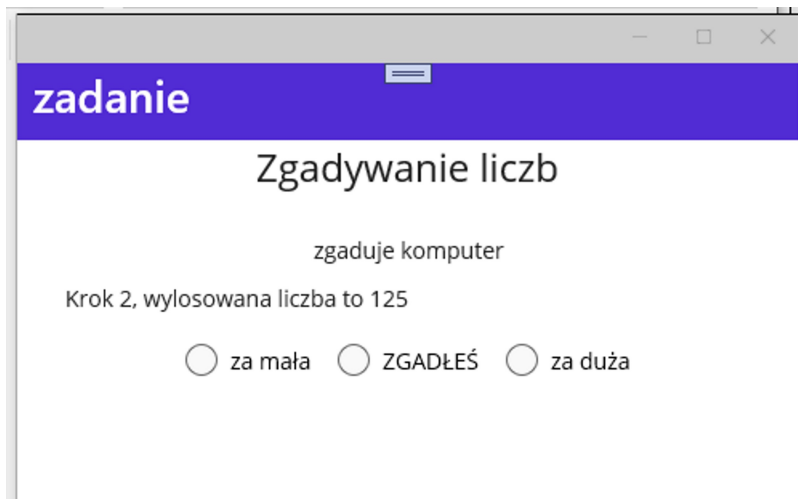 zadanie
Zgadywanie liczb
zgaduje komputer
Krok 2, wylosowana liczba to 125
za mała ZGADŁEŚ za duża